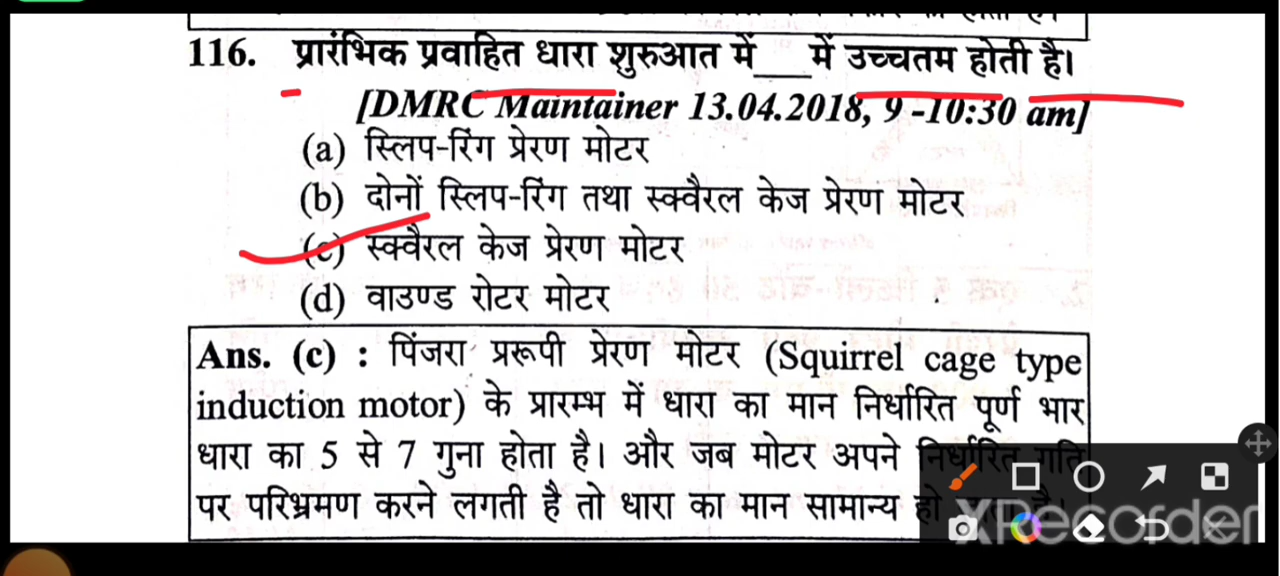 116. प्रारंभिक प्रवाहित धारा शुरुआत में___में उच्चतम होती है।
[DMRC Maintainer 13.04.2018, 9 -10:30 am]
(a) स्लिप-रिंग प्रेरण मोटर
(b) दोनों स्लिप-रिंग तथा स्क्वैरल केज प्रेरण मोटर
(c) स्क्वैरल केज प्रेरण मोटर
(d) वाउण्ड रोटर मोटर
Ans. (c) : पिंजरा प्ररूपी प्रेरण मोटर (Squirrel cage type
induction motor) के प्रारम्भ में धारा का मान निर्धारित पूर्ण भार
धारा का 5 से 7 गुना होता है। और जब मोटर अपने निर्धारित गति
पर परिभ्रमण करने लगती है तो धारा का मान सामान्य हो
XRecorder